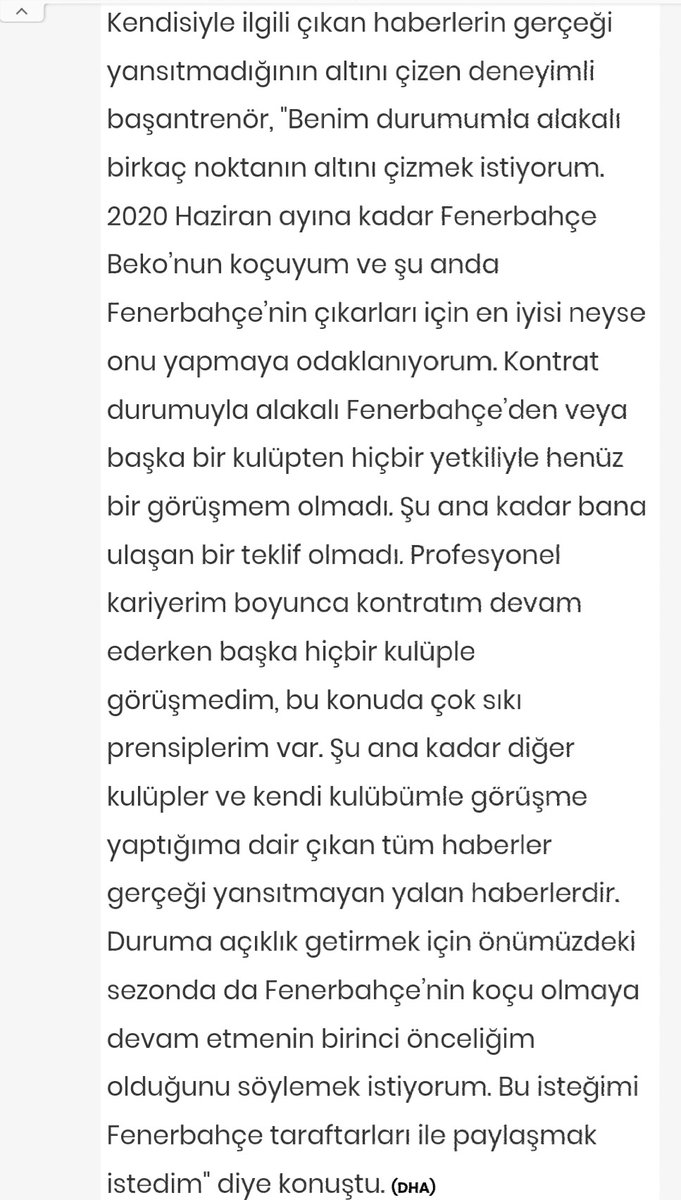 Kendisiyle ilgili çıkan haberlerin gerçeği
yansıtmadığının altını çizen deneyimli
başantrenör, "Benim durumumla alakalı
birkaç noktanın altını çizmek istiyorum.
2020 Haziran ayına kadar Fenerbahçe
Beko’nun koçuyum ve şu anda
Fenerbahçe’nin çıkarları için en iyisi neyse
onu yapmaya odaklanıyorum. Kontrat
durumuyla alakalı Fenerbahçe’den veya
başka bir kulüpten hiçbir yetkiliyle henüz
bir görüşmem olmadı. Şu ana kadar bana
ulaşan bir teklif olmadı. Profesyonel
kariyerim boyunca kontratım devam
ederken başka hiçbir kulüple
görüşmedim, bu konuda çok sıkı
prensiplerim var. Şu ana kadar diğer
kulüpler ve kendi kulübümle görüşme
yaptığıma dair çıkan tüm haberler
gerçeği yansıtmayan yalan haberlerdir.
Duruma açıklık getirmek için önümüzdeki
sezonda da Fenerbahçe’nin koçu olmaya
devam etmenin birinci önceliğim
olduğunu söylemek istiyorum. Bu isteğimi
Fenerbahçe taraftarları ile paylaşmak
istedim" diye konuştu. (DHA)